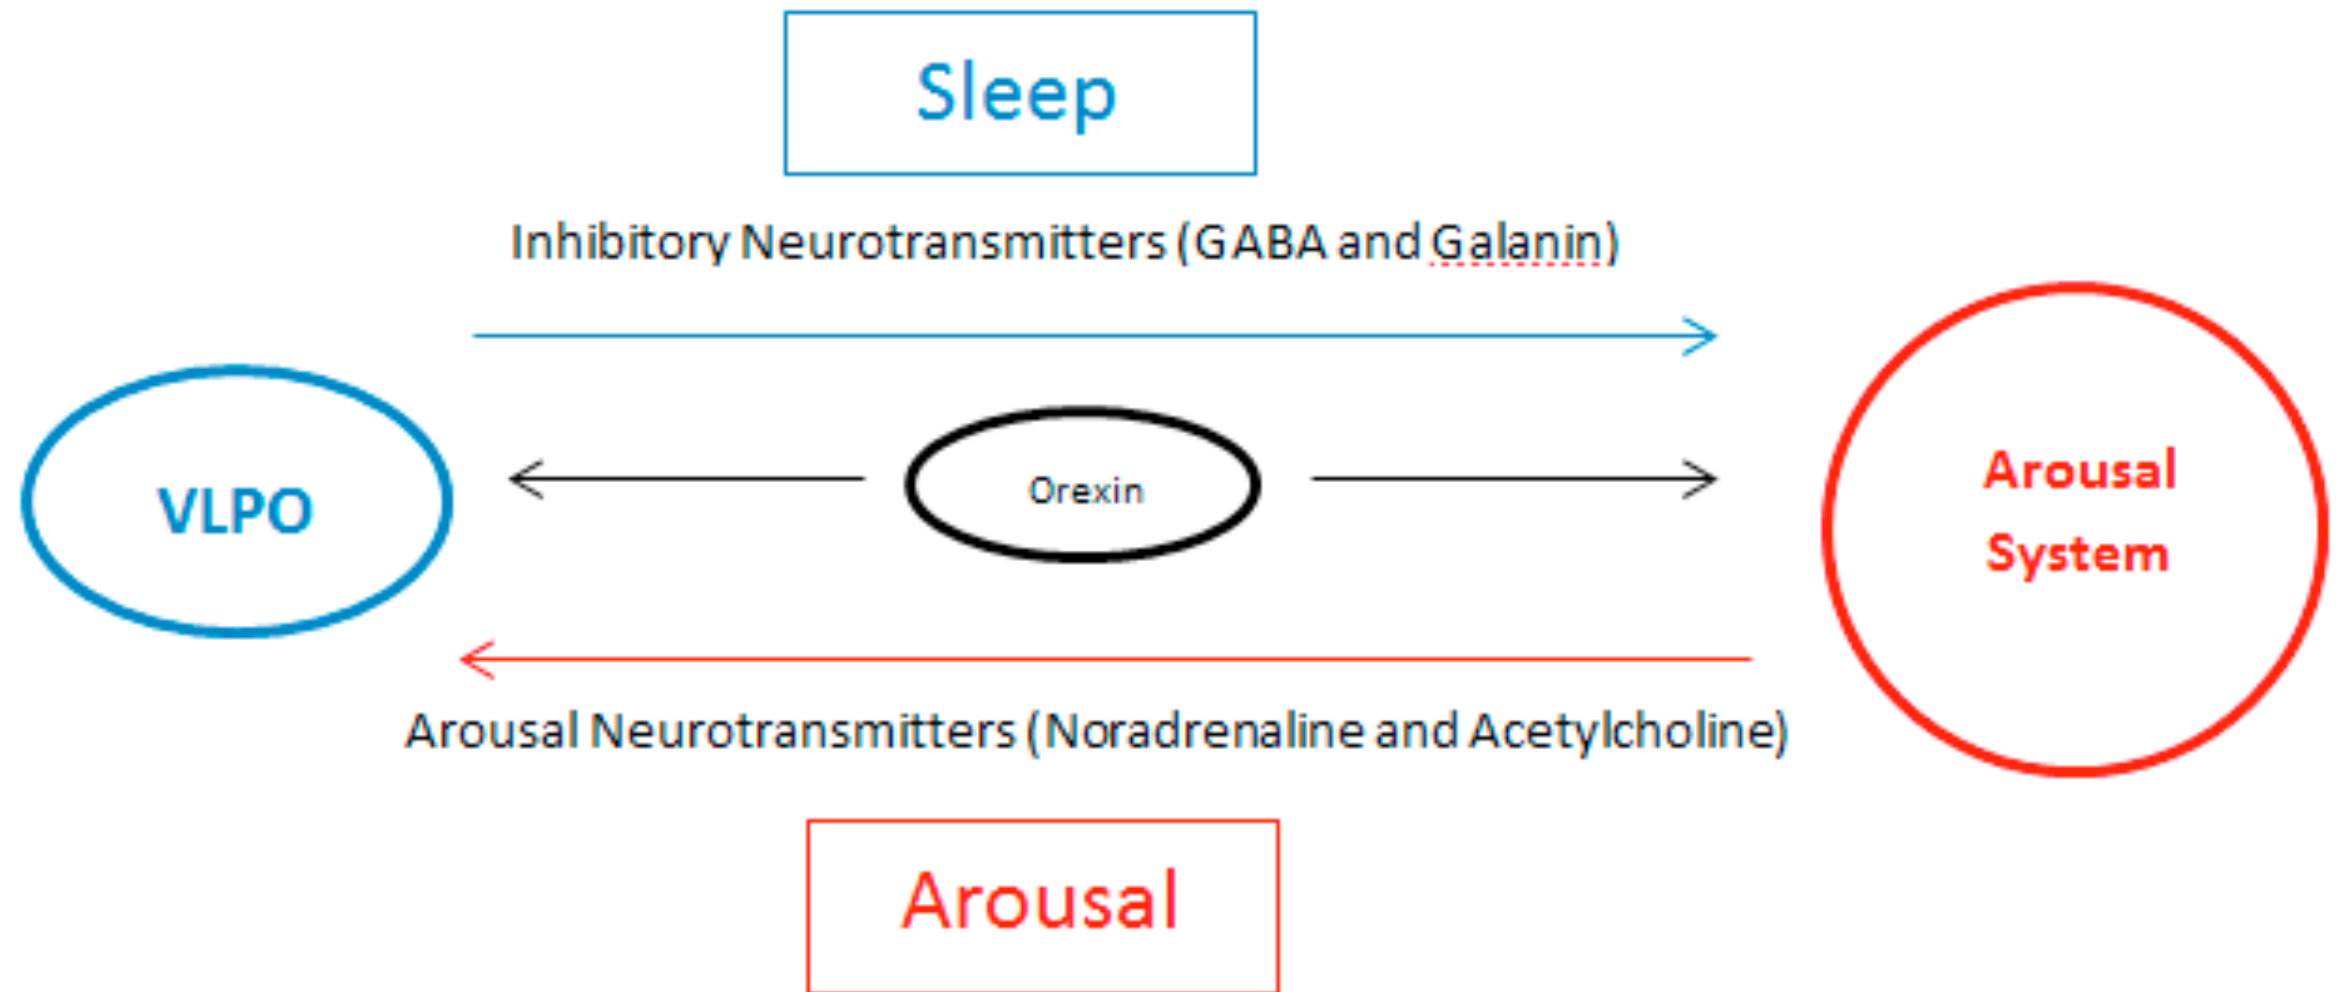 Sleep
Inhibitory Neurotransmitters (GABA and Galanin)
VLPO
Orexin
Arousal
System
Arousal Neurotransmitters (Noradrenaline and Acetylcholine)
Arousal